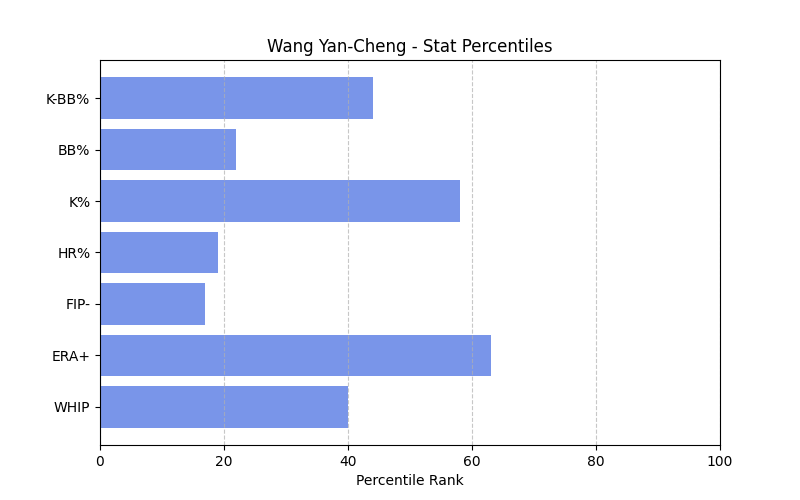 Wang Yan-Cheng - Stat Percentiles
K-BB%
BB%
K%
HR%
FIP-
ERA+
WHIP
0 20 40 60 80 100
Percentile Rank